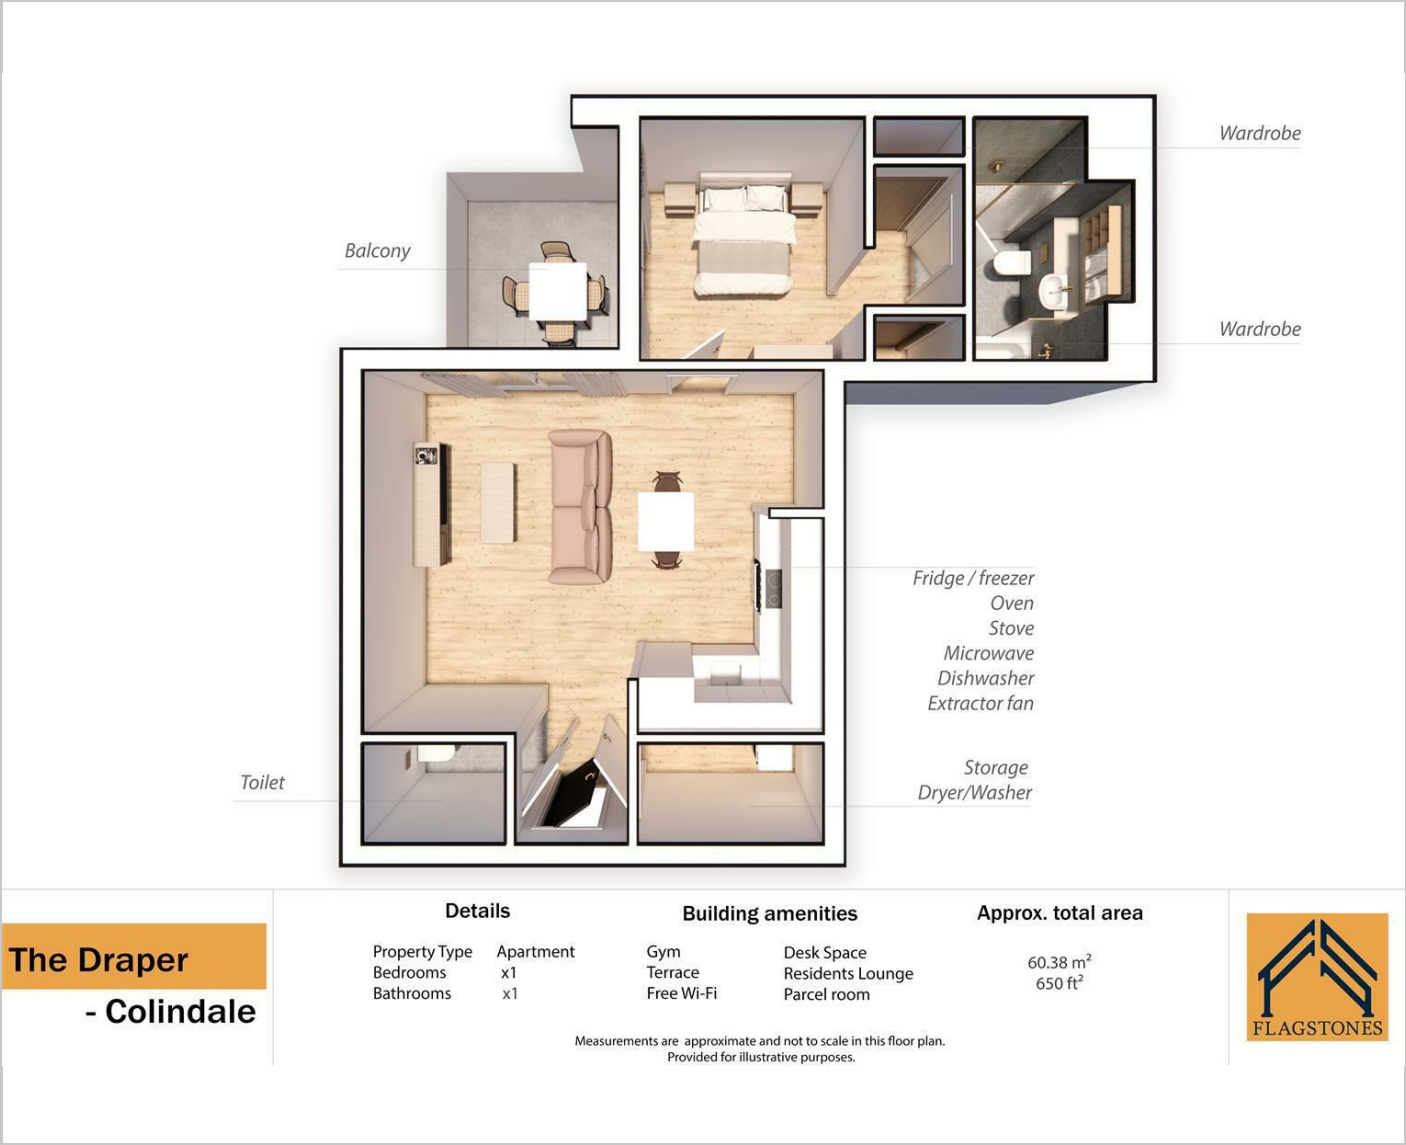 Wardrobe
Balcony
Wardrobe
Fridge / freezer
Oven
Stove
Microwave
Dishwasher
Extractor fan
Storage
Dryer/Washer
Toilet
The Draper
- Colindale
Details
Property Type Apartment
Bedrooms x1
Bathrooms x1
Building amenities
Gym Desk Space
Terrace Residents Lounge
Free Wi-Fi Parcel room
Approx. total area
60.38 m²
650 ft²
Measurements are approximate and not to scale in this floor plan.
Provided for illustrative purposes.
FLAGSTONES